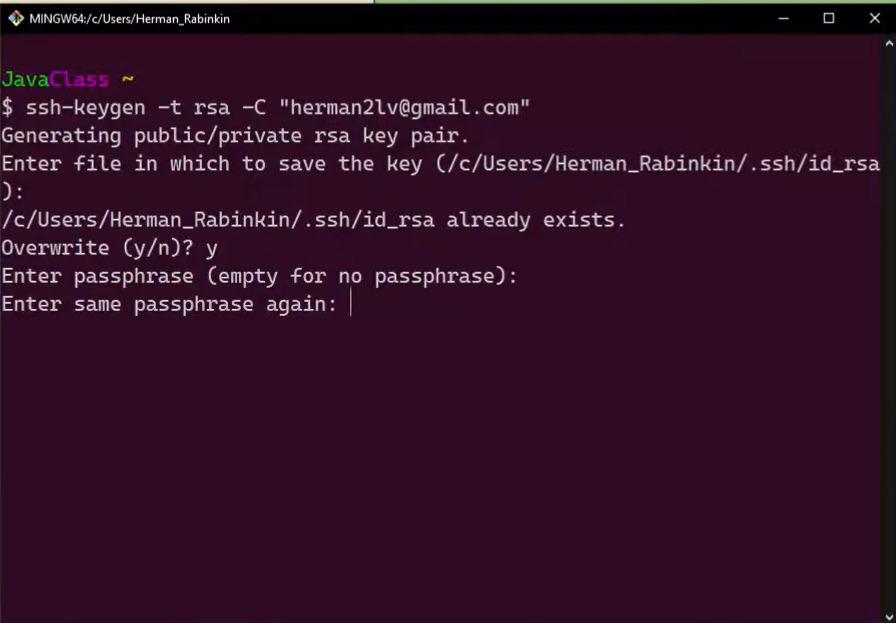 MINGW64:/c/Users/Herman_Rabinkin
JavaClass ~
$ ssh-keygen -t rsa -C "herman2lv@gmail.com"
Generating public/private rsa key pair.
Enter file in which to save the key (/c/Users/Herman_Rabinkin/.ssh/id_rsa
):
/c/Users/Herman_Rabinkin/.ssh/id_rsa already exists.
Overwrite (y/n)? y
Enter passphrase (empty for no passphrase):
Enter same passphrase again: